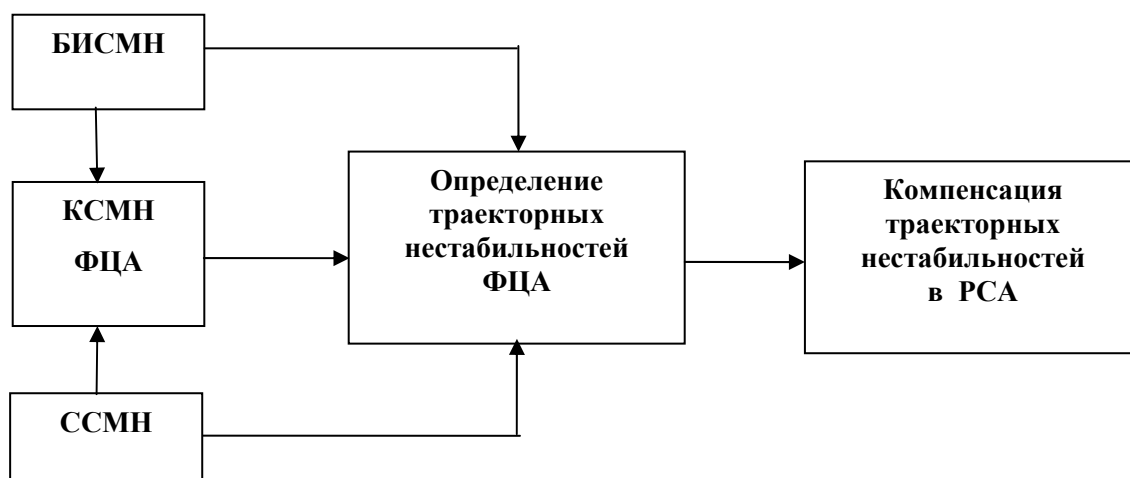 БИСМН
КСМН
ФЦА
ССМН
Определение
траекторных
нестабильностей
ФЦА
Компенсация
траекторных
нестабильностей
в РСА